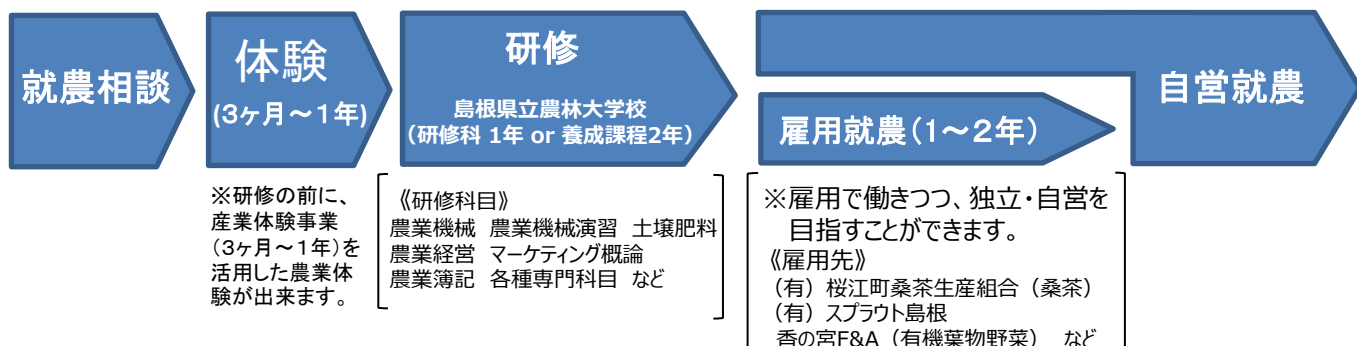 就農相談
体験
(3ヶ月～1年)
研修
島根県立農林大学校
（研修科 1年 or 養成課程2年）
雇用就農（1～2年）
自営就農
※研修の前に、
産業体験事業
（3ヶ月～1年）を
活用した農業体
験が出来ます。
《研修科目》
農業機械　農業機械演習　土壌肥料
農業経営　マーケティング概論
農業簿記　各種専門科目　など
※雇用で働きつつ、独立・自営を
目指すことができます。
《雇用先》
（有）桜江町桑茶生産組合（桑茶）
（有）スプラウト島根
香の宮F&A（有機葉物野菜）　など